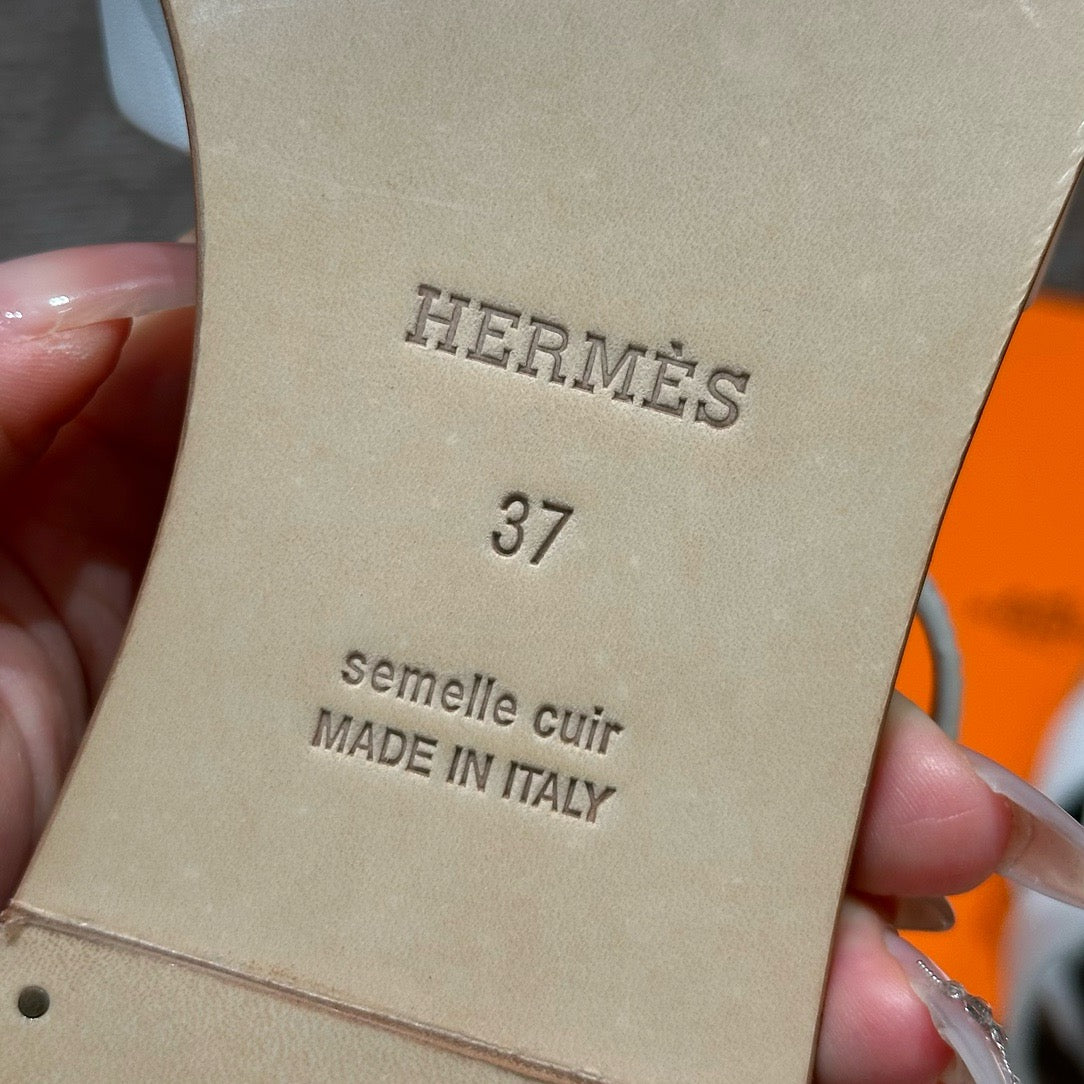 HERMÈS
37
semelle cuir
MADE IN ITALY